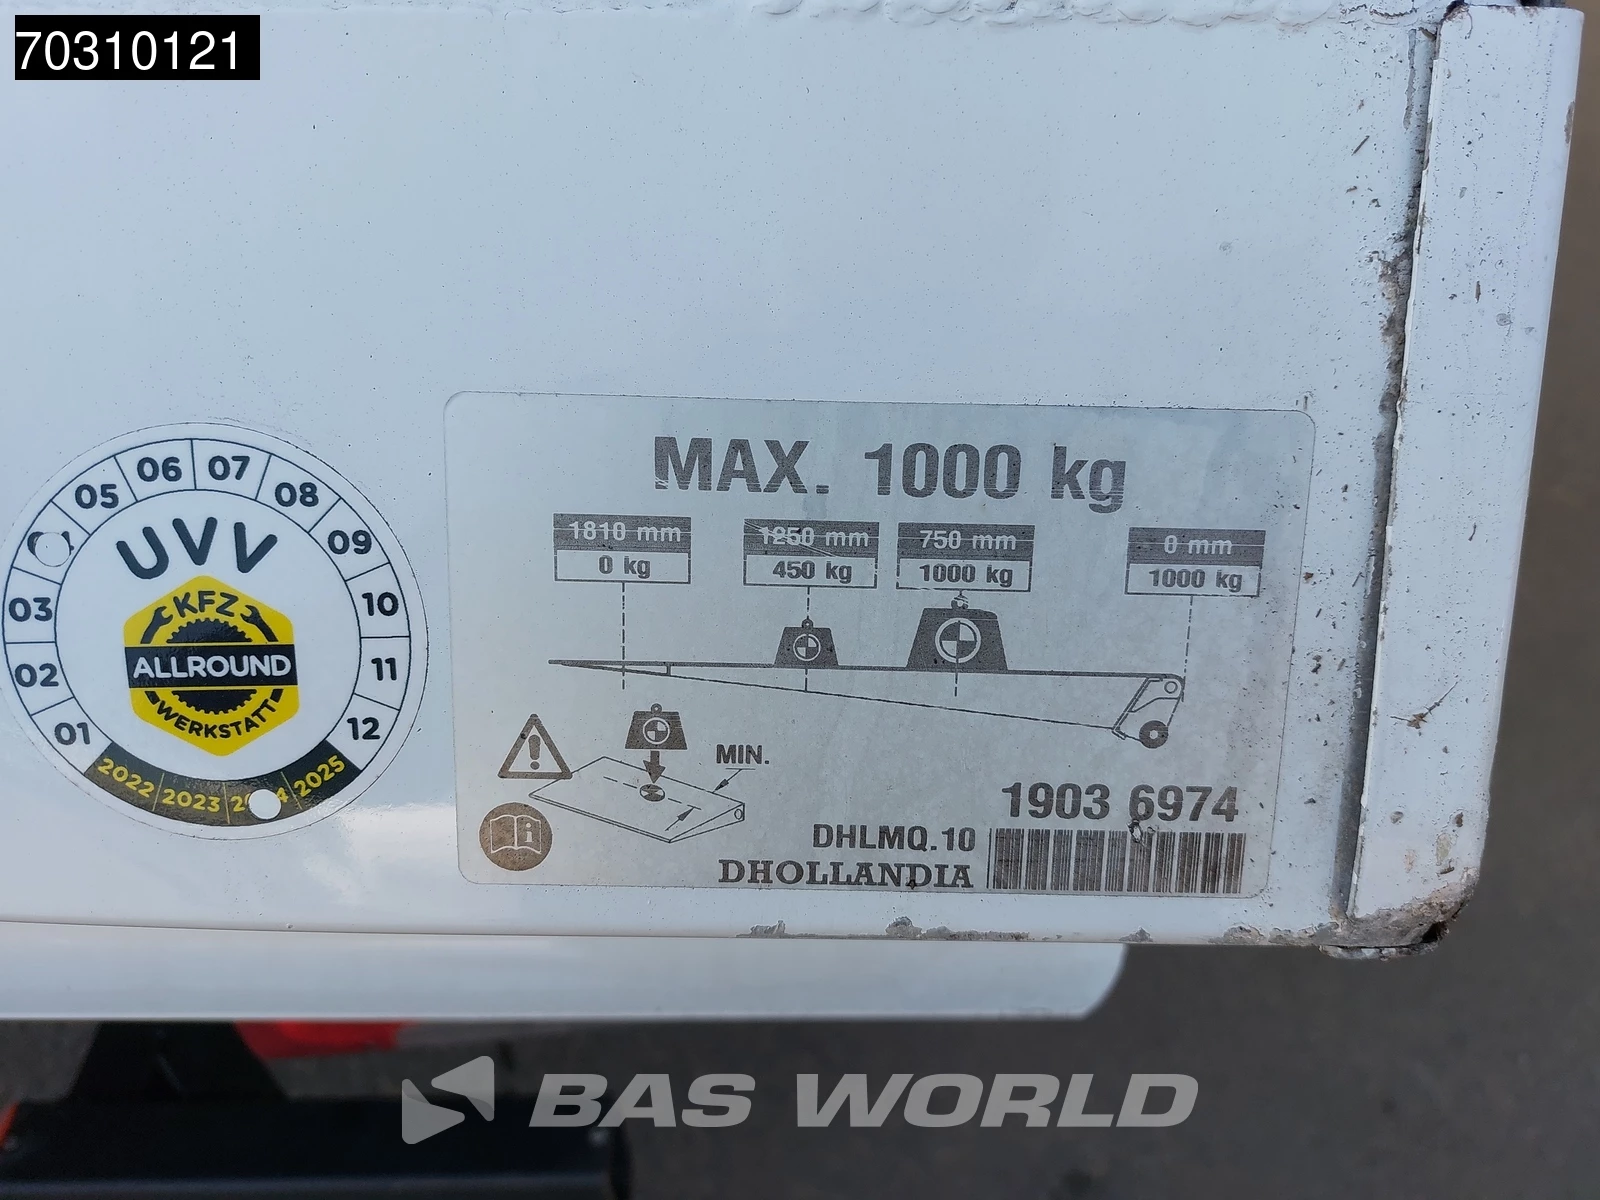 70310121
MAX. 1000 kg
1810 mm
0 kg
1250 mm
450 kg
750 mm
1000 kg
0 mm
1000 kg
MIN.
1903 6974
DHLMQ.10
DHOLLANDIA
01
02
03
05
06
07
08
09
10
11
12
UVV
KFZ
ALLROUND
WERKSTATT
2022
2023
2025
BAS WORLD